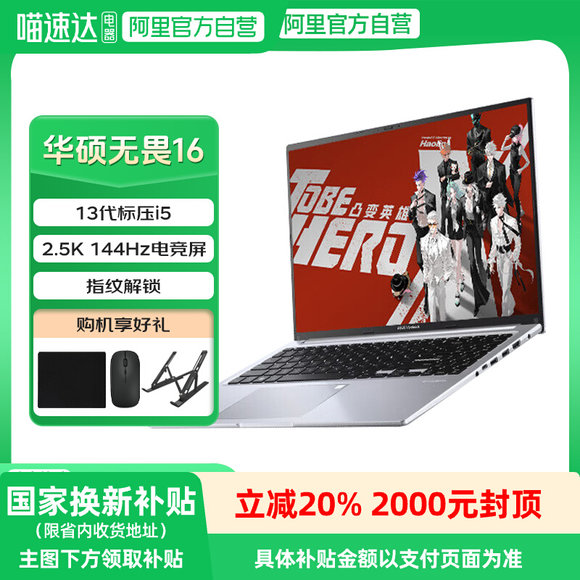 喵速达电器 阿里官方自营 阿里官方自营
华硕无畏16
13代标压i5
2.5K 144Hz电竞屏
指纹解锁
购机享好礼
Haolin
TOBE
凸变英雄
HERO
ASUS Vivobook
国家换新补贴
(限省内收货地址)
主图下方领取补贴
立减20% 2000元封顶
具体补贴金额以支付页面为准